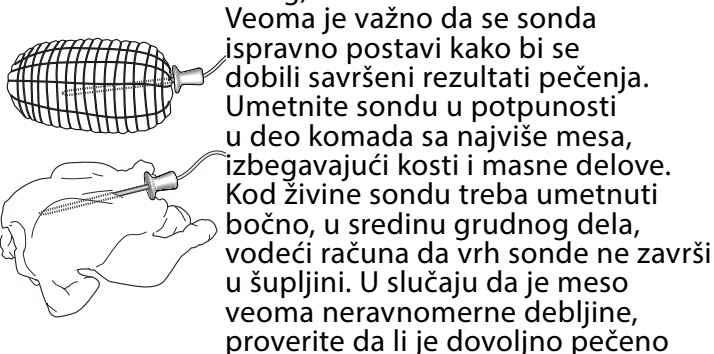 Veoma je važno da se sonda
ispravno postavi kako bi se
dobili savršeni rezultati pečenja.
Umetnite sondu u potpunosti
u deo komada sa najviše mesa,
izbegavajući kosti i masne delove.
Kod živine sondu treba umetnuti
bočno, u sredinu grudnog dela,
vodeći računa da vrh sonde ne završi
u šupljini. U slučaju da je meso
veoma neravnomerne debljine,
proverite da li je dovoljno pečeno